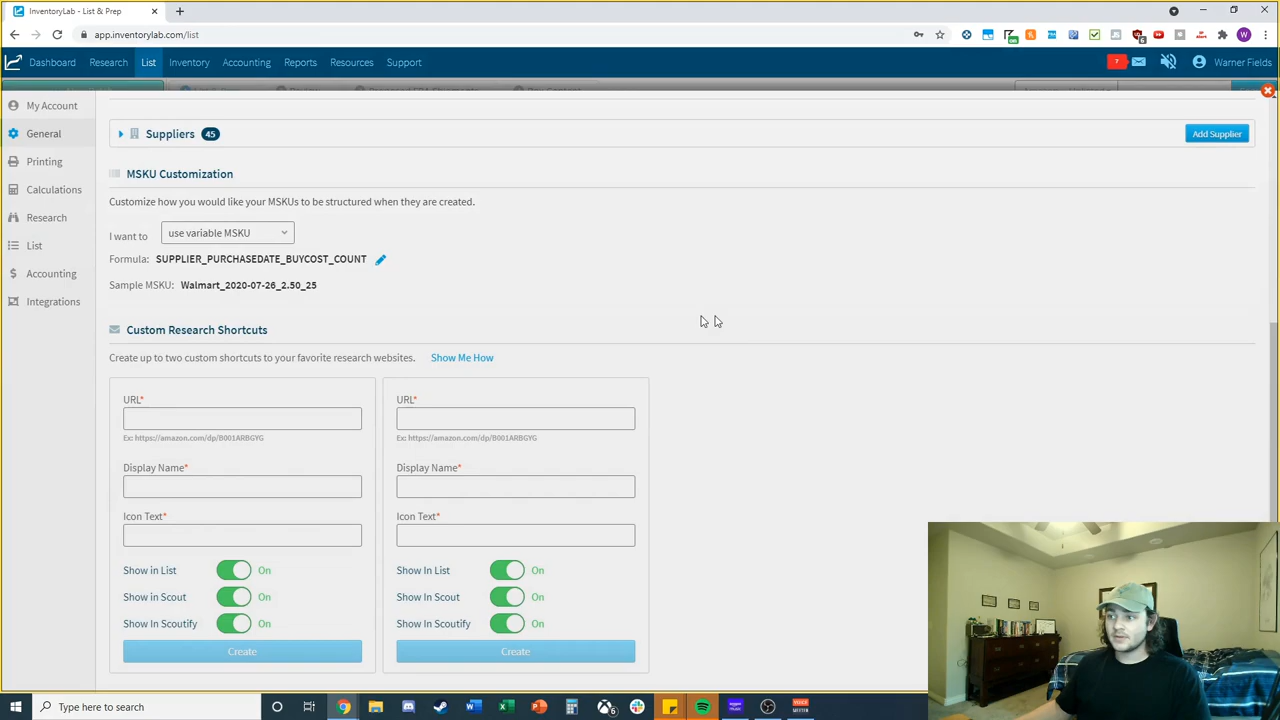 InventoryLab - List & Prep
app.inventorylab.com/list
Dashboard Research List Inventory Accounting Reports Resources Support
7
Warner Fields
My Account
General
Printing
Calculations
Research
List
Accounting
Integrations
Suppliers 45
Add Supplier
MSKU Customization
Customize how you would like your MSKUs to be structured when they are created.
I want to use variable MSKU
Formula: SUPPLIER_PURCHASEDATE_BUYCOST_COUNT
Sample MSKU: Walmart_2020-07-26_2.50_25
Custom Research Shortcuts
Create up to two custom shortcuts to your favorite research websites. Show Me How
URL*
Ex: https://amazon.com/dp/B001ARBGYG
Display Name*
Icon Text*
Show in List On
Show in Scout On
Show In Scoutify On
Create
URL*
Ex: https://amazon.com/dp/B001ARBGYG
Display Name*
Icon Text*
Show In List On
Show In Scout On
Show In Scoutify On
Create
Type here to search